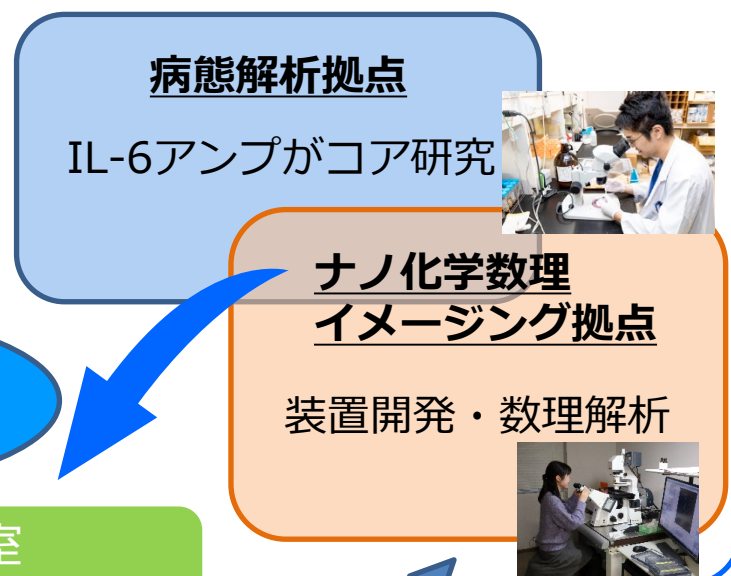 病態解析拠点
IL-6アンプがコア研究
ナノ化学数理
イメージング拠点
装置開発・数理解析
室